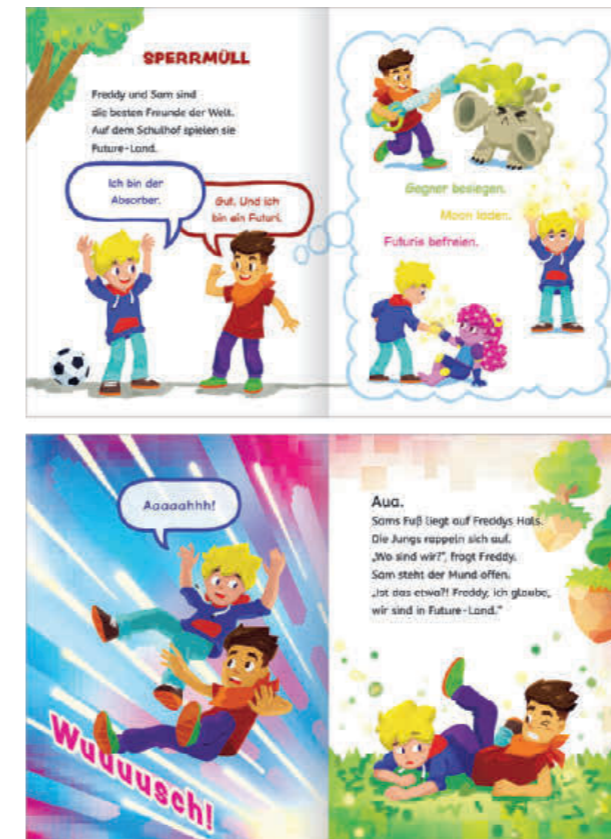 SPERRMÜLL
Freddy und Sam sind
die besten Freunde der Welt.
Auf dem Schulhof spielen sie
Future-Land.
Ich bin der
Absorber.
Gut. Und ich
bin ein Futuri.
Gegner besiegen.
Moon laden.
Futuris befreien.
Aaaaahhh!
Wuuuusch!
Aua.
Sams Fuß liegt auf Freddys Hals.
Die Jungs rappeln sich auf.
„Wo sind wir?“, fragt Freddy.
Sam steht der Mund offen.
„Ist das etwa?! Freddy, ich glaube,
wir sind in Future-Land.“